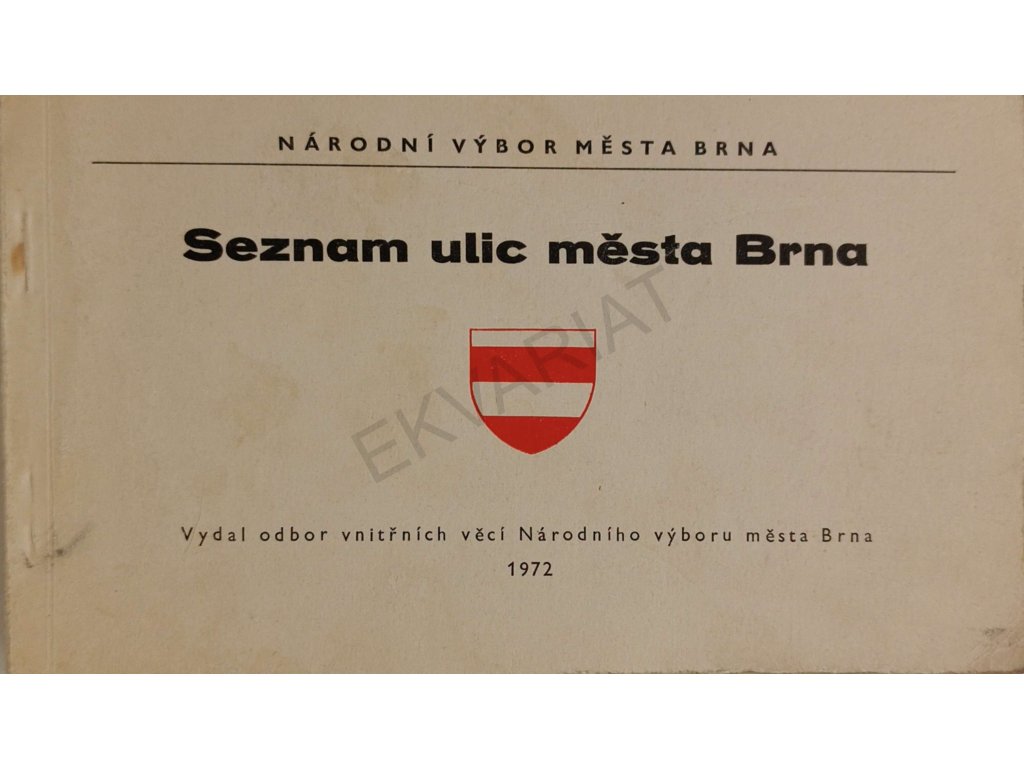 NÁRODNÍ VÝBOR MĚSTA BRNA
Seznam ulic města Brna
EKVARIAT
Vydal odbor vnitřních věcí Národního výboru města Brna
1972